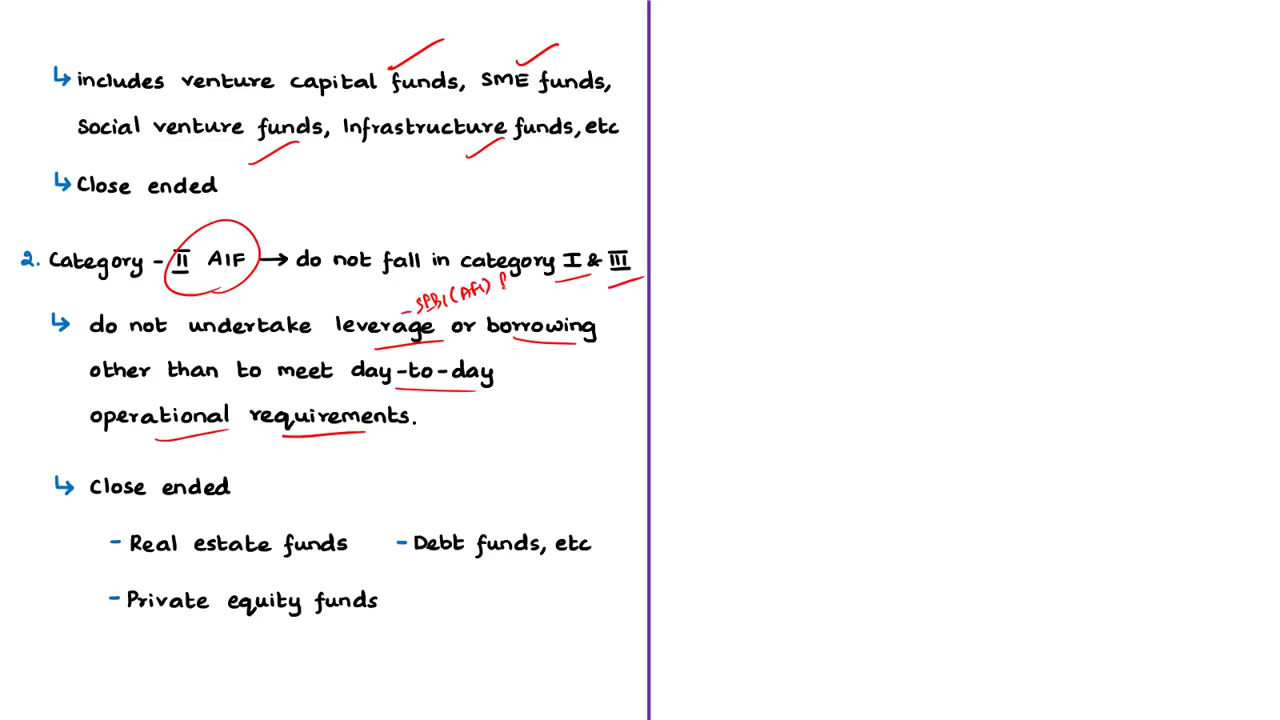 ↳ includes venture capital funds, SME funds,
Social venture funds, Infrastructure funds, etc
↳ Close ended
2. Category - II AIF → do not fall in category I & III
↳ do not undertake leverage or borrowing
other than to meet day-to-day
operational requirements.
↳ Close ended
- Real estate funds - Debt funds, etc
- Private equity funds